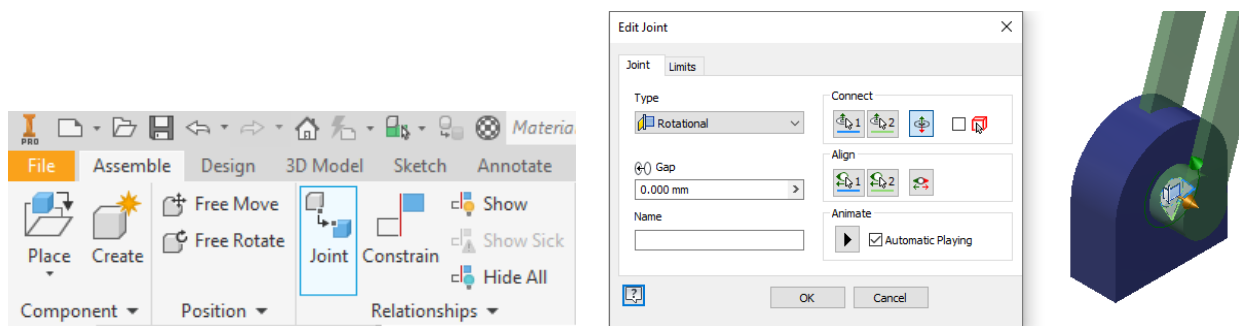 PRO
Materia
File Assemble Design 3D Model Sketch Annotate
Place
Create
Free Move
Free Rotate
Joint
Constrain
Show
Show Sick
Hide All
Component Position Relationships
Edit Joint
Joint Limits
Type
Rotational
Gap
0.000 mm
Name
Connect
1 2
Align
1 2
Animate
Automatic Playing
?
OK Cancel